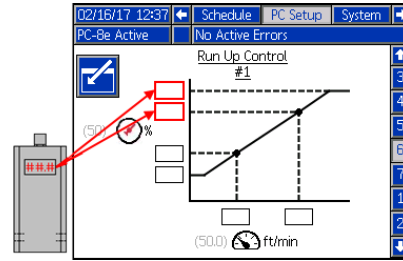 02/16/17 12:37 Schedule PC Setup System
PC-8e Active No Active Errors
Run Up Control
#1
3
4
(50) %
5
6
##.#
7
1
2
(50.0) ft/min